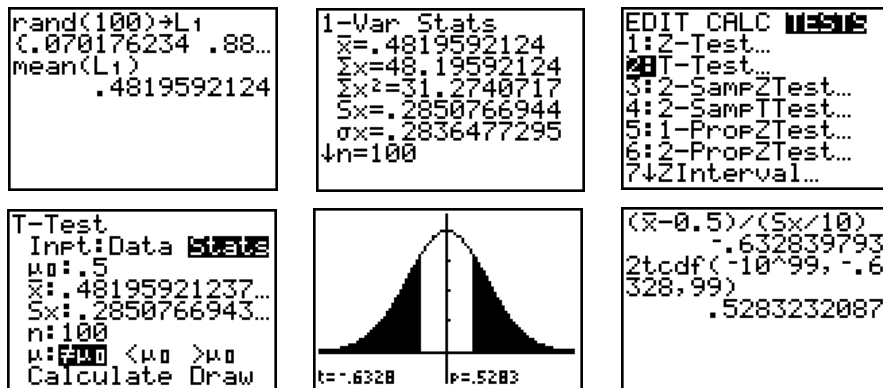 rand(100)→L₁
{.070176234 .88…
mean(L₁)
.4819592124
1-Var Stats
x̄=.4819592124
Σx=48.19592124
Σx²=31.2740717
Sx=.2850766944
σx=.2836477295
↓n=100
EDIT CALC TESTS
1:Z-Test…
2:T-Test…
3:2-SampZTest…
4:2-SampTTest…
5:1-PropZTest…
6:2-PropZTest…
7↓ZInterval…
T-Test
Inpt:Data Stats
μ₀:.5
x̄:.48195921237…
Sx:.2850766943…
n:100
μ:≠μ₀ <μ₀ >μ₀
Calculate Draw
t=-.6328 p=.5283
(x̄-0.5)/(Sx/10)
-.632839793
2tcdf(-10^99,-.6
328,99)
.5283232087